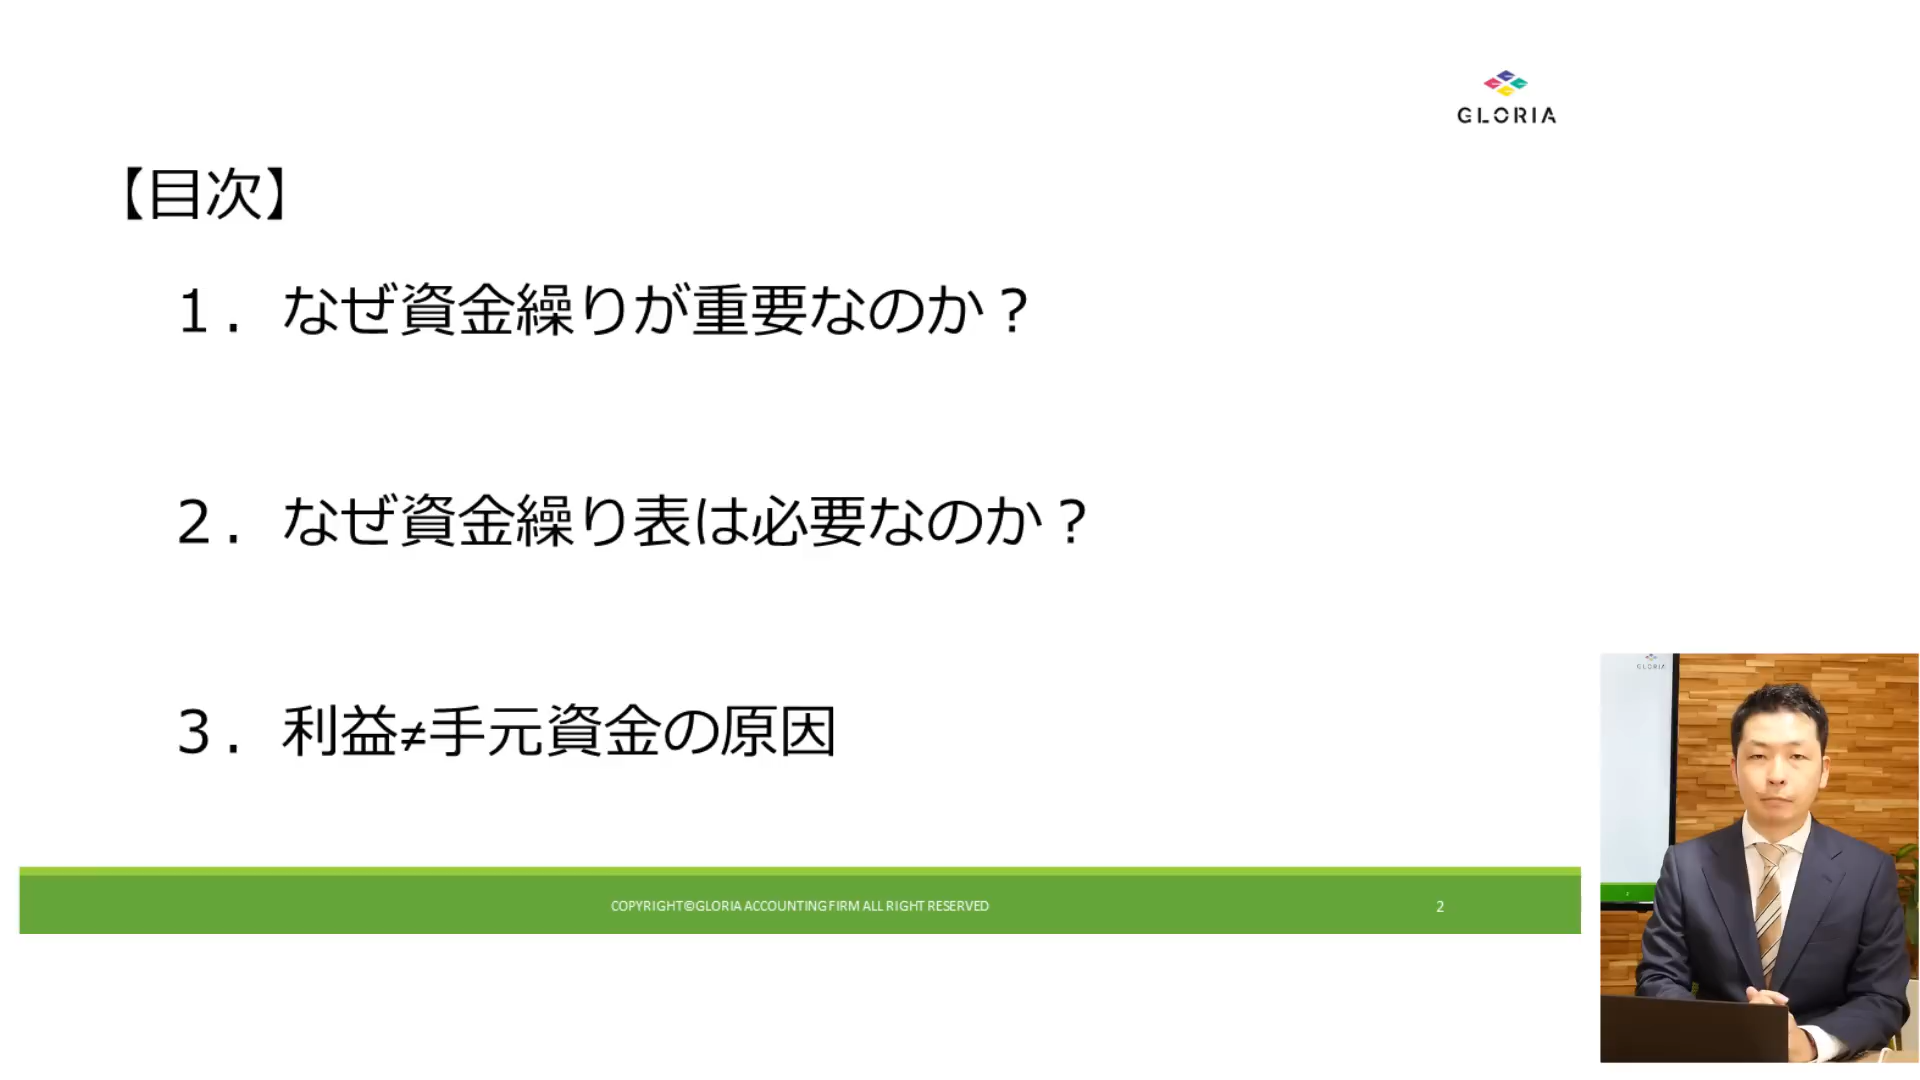 GLORIA
【目次】
１．なぜ資金繰りが重要なのか？
２．なぜ資金繰り表は必要なのか？
３．利益≠手元資金の原因
COPYRIGHT©GLORIA ACCOUNTING FIRM ALL RIGHT RESERVED
2
GLORIA
2